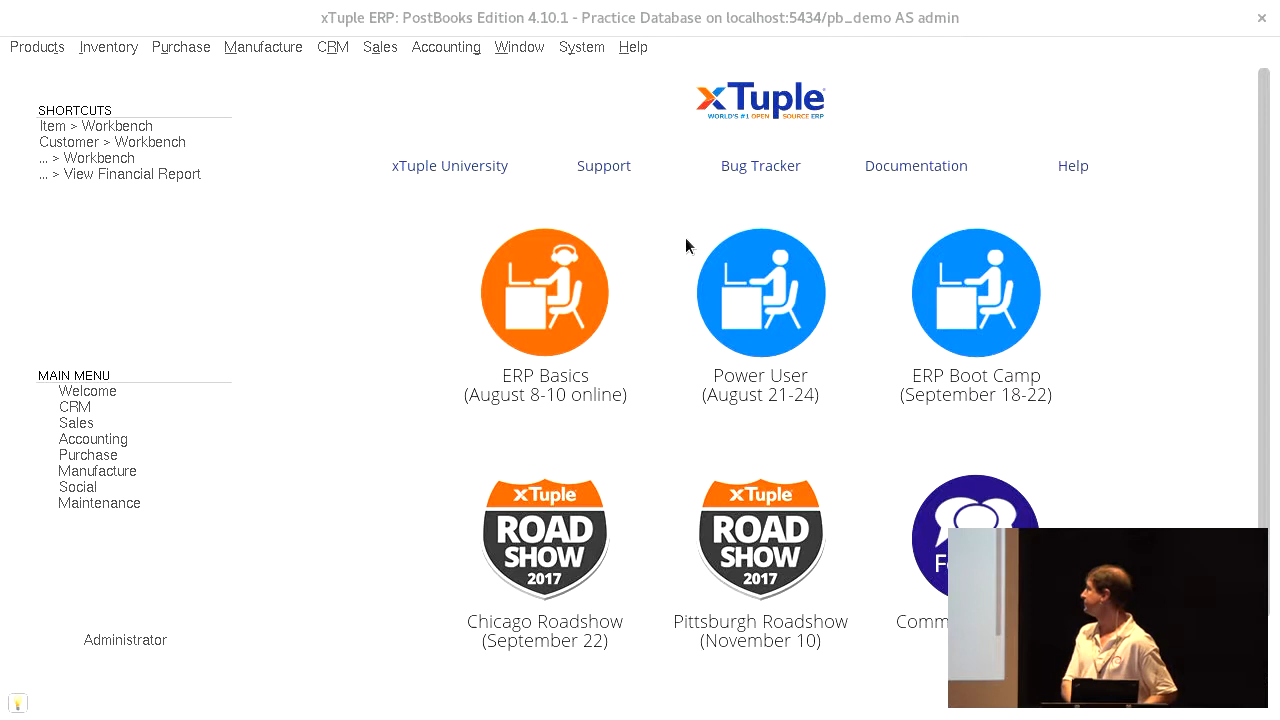 xTuple ERP: PostBooks Edition 4.10.1 - Practice Database on localhost:5434/pb_demo AS admin
Products Inventory Purchase Manufacture CRM Sales Accounting Window System Help
SHORTCUTS
Item > Workbench
Customer > Workbench
... > Workbench
... > View Financial Report
MAIN MENU
Welcome
CRM
Sales
Accounting
Purchase
Manufacture
Social
Maintenance
Administrator
xTuple
WORLD'S #1 OPEN SOURCE ERP
xTuple University Support Bug Tracker Documentation Help
ERP Basics
(August 8-10 online)
Power User
(August 21-24)
ERP Boot Camp
(September 18-22)
xTuple
ROAD
SHOW
2017
Chicago Roadshow
(September 22)
xTuple
ROAD
SHOW
2017
Pittsburgh Roadshow
(November 10)